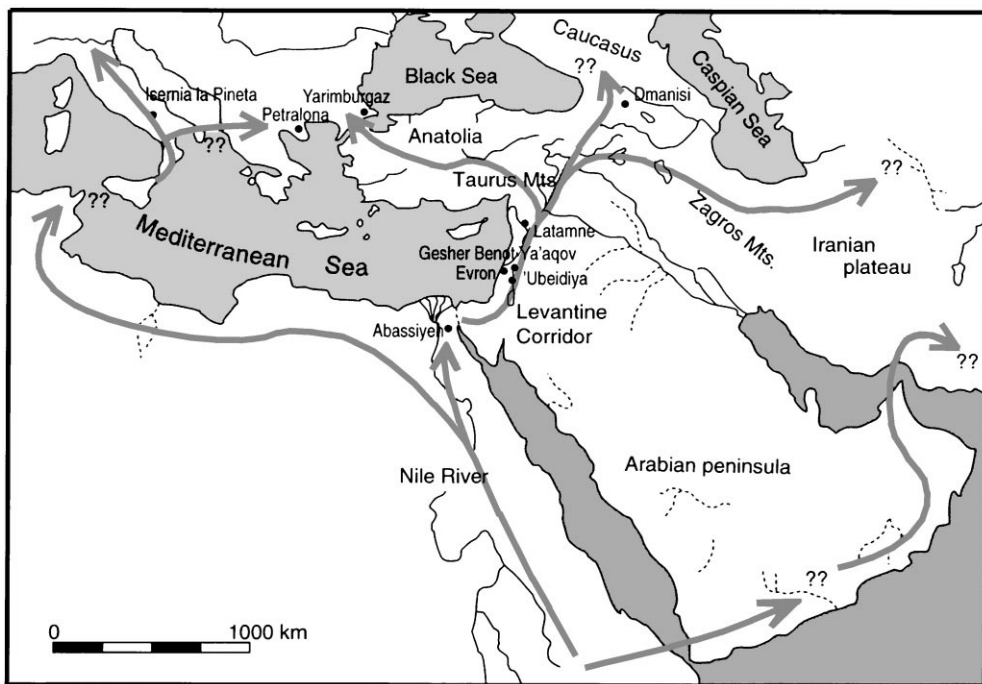 Caucasus
??
Black Sea
Caspian Sea
Isernia la Pineta
Yarimburgaz
Dmanisi
Petralona
Anatolia
??
??
Taurus Mts.
??
Zagros Mts.
Mediterranean Sea
Latamne
Gesher Benot Ya'aqov
Evron
'Ubeidiya
Iranian
plateau
Levantine
Corridor
Abassiyeh
??
Arabian peninsula
Nile River
??
0 1000 km